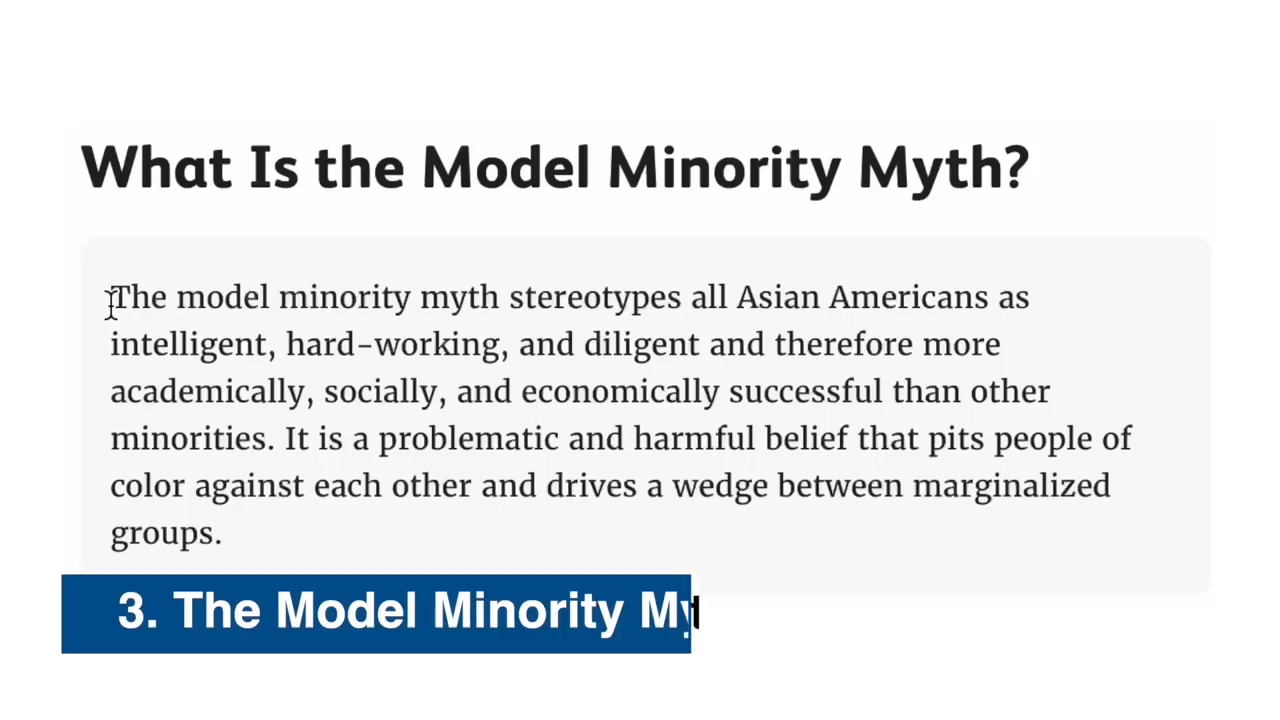 What Is the Model Minority Myth?
The model minority myth stereotypes all Asian Americans as
intelligent, hard-working, and diligent and therefore more
academically, socially, and economically successful than other
minorities. It is a problematic and harmful belief that pits people of
color against each other and drives a wedge between marginalized
groups.
3. The Model Minority Myt